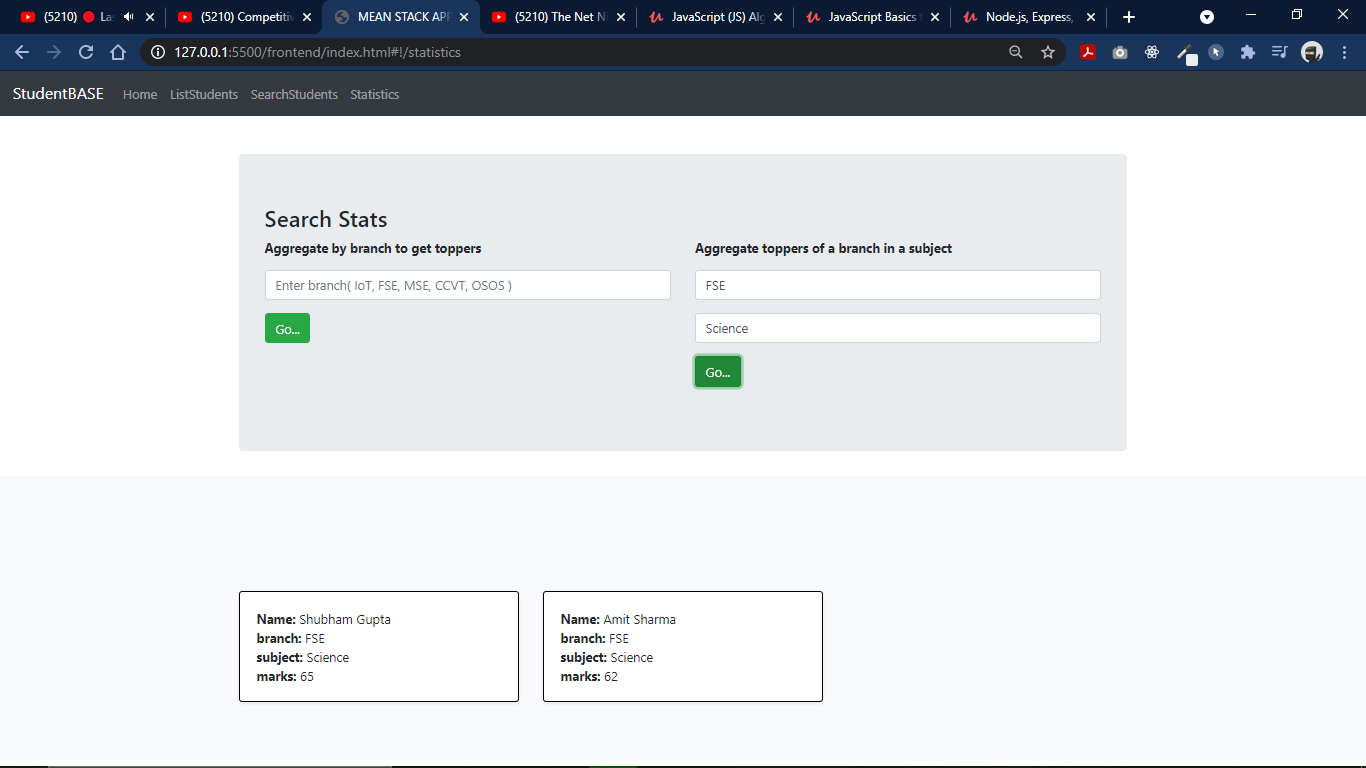 (5210) La
(5210) Competitiv
MEAN STACK APP
(5210) The Net Ni
JavaScript (JS) Alg
JavaScript Basics
Node.js, Express,
127.0.0.1:5500/frontend/index.html#!/statistics
StudentBASE Home ListStudents SearchStudents Statistics
Search Stats
Aggregate by branch to get toppers
Enter branch( IoT, FSE, MSE, CCVT, OSOS )
Go...
Aggregate toppers of a branch in a subject
FSE
Science
Go...
Name: Shubham Gupta
branch: FSE
subject: Science
marks: 65
Name: Amit Sharma
branch: FSE
subject: Science
marks: 62